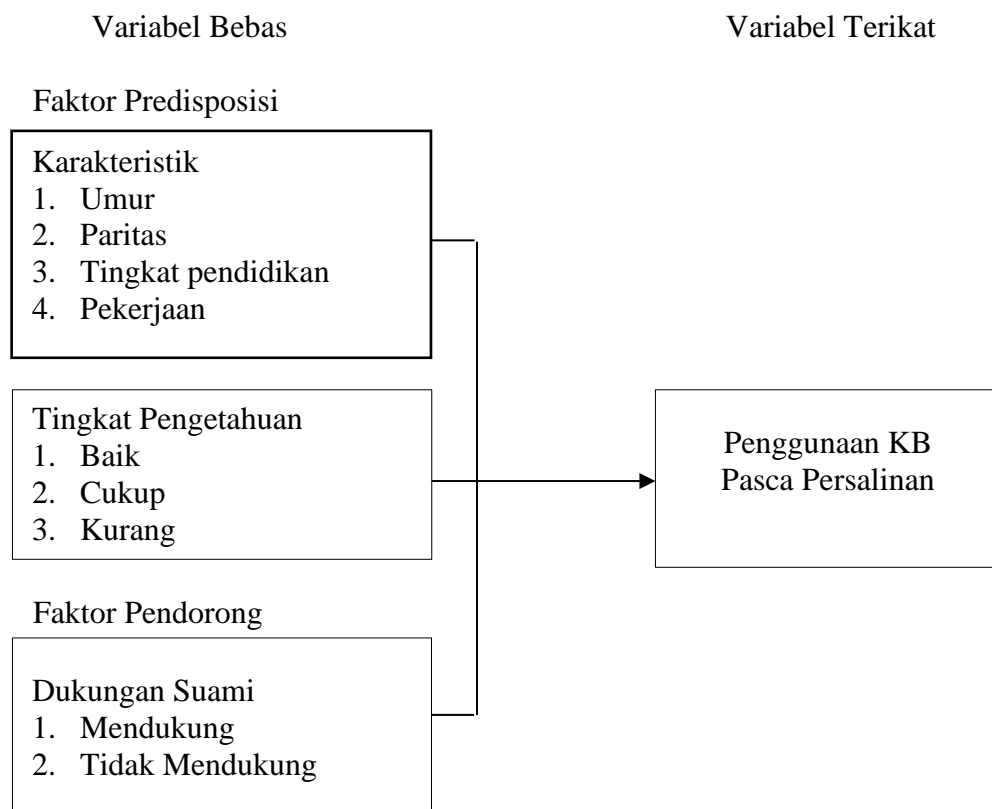 Variabel Bebas
Variabel Terikat
Faktor Predisposisi
Karakteristik
1. Umur
2. Paritas
3. Tingkat pendidikan
4. Pekerjaan
Tingkat Pengetahuan
1. Baik
2. Cukup
3. Kurang
Penggunaan KB
Pasca Persalinan
Faktor Pendorong
Dukungan Suami
1. Mendukung
2. Tidak Mendukung